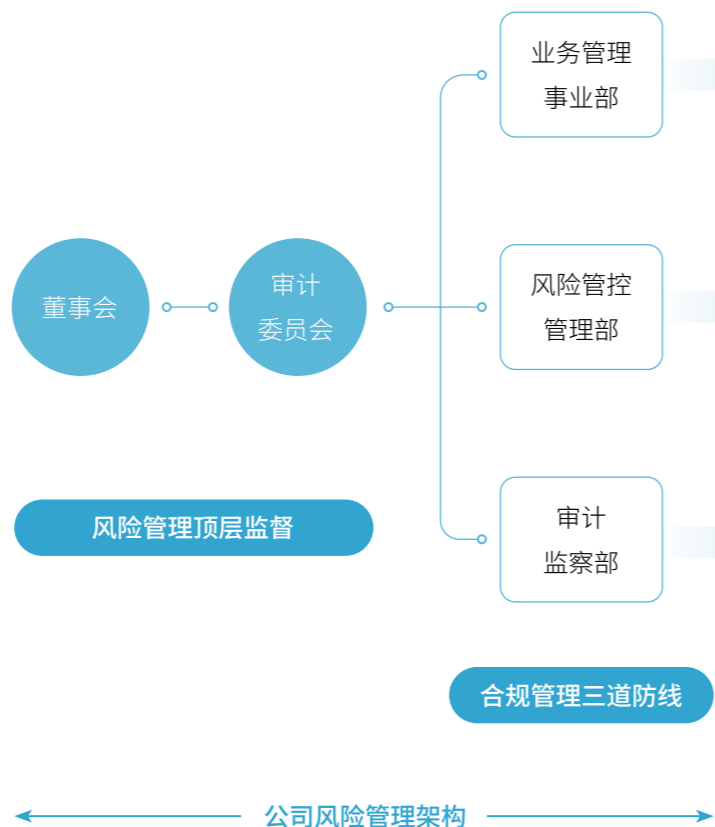 业务管理
事业部
董事会
审计
委员会
风险管控
管理部
风险管理顶层监督
审计
监察部
合规管理三道防线
公司风险管理架构